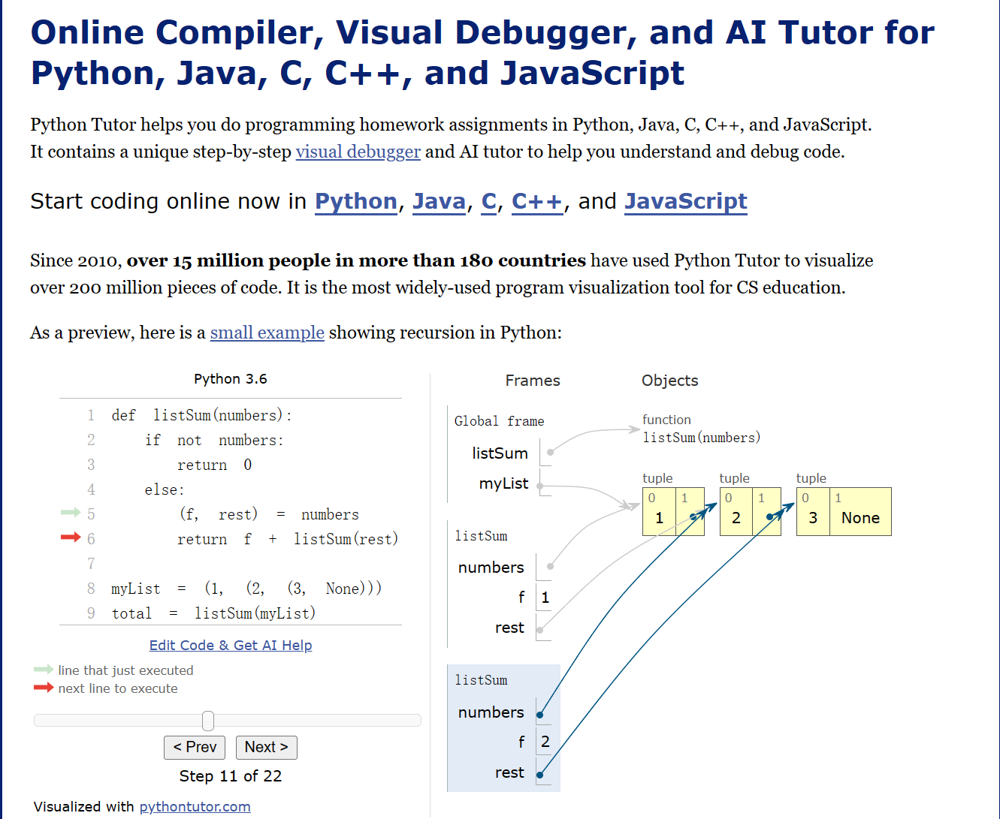 Online Compiler, Visual Debugger, and AI Tutor for
Python, Java, C, C++, and JavaScript
Python Tutor helps you do programming homework assignments in Python, Java, C, C++, and JavaScript.
It contains a unique step-by-step visual debugger and AI tutor to help you understand and debug code.
Start coding online now in Python, Java, C, C++, and JavaScript
Since 2010, over 15 million people in more than 180 countries have used Python Tutor to visualize
over 200 million pieces of code. It is the most widely-used program visualization tool for CS education.
As a preview, here is a small example showing recursion in Python:
Python 3.6
1 def listSum(numbers):
2     if not numbers:
3         return 0
4     else:
5         (f, rest) = numbers
6         return f + listSum(rest)
7
8 myList = (1, (2, (3, None)))
9 total = listSum(myList)
Edit Code & Get AI Help
line that just executed
next line to execute
< Prev Next >
Step 11 of 22
Visualized with pythontutor.com
Frames Objects
Global frame
listSum
myList
function
listSum(numbers)
tuple tuple tuple
0 1 0 1 0 1
1 2 3 None
listSum
numbers
f 1
rest
listSum
numbers
f 2
rest